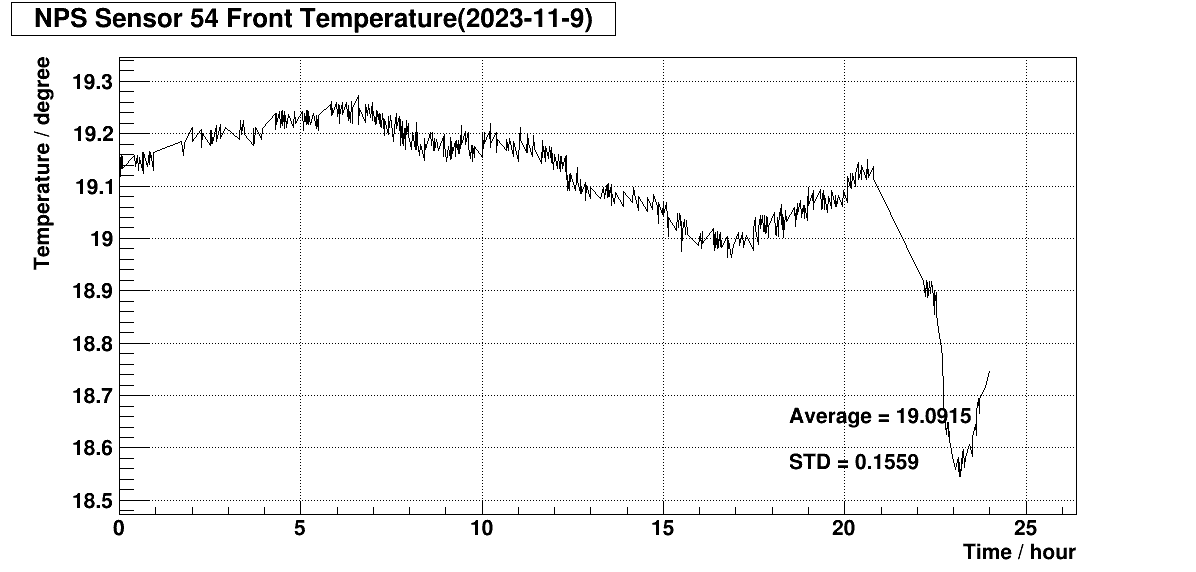 NPS Sensor 54 Front Temperature(2023-11-9)
Temperature / degree
19.3
19.2
19.1
19
18.9
18.8
18.7
18.6
18.5
Average = 19.0915
STD = 0.1559
0 5 10 15 20 25
Time / hour